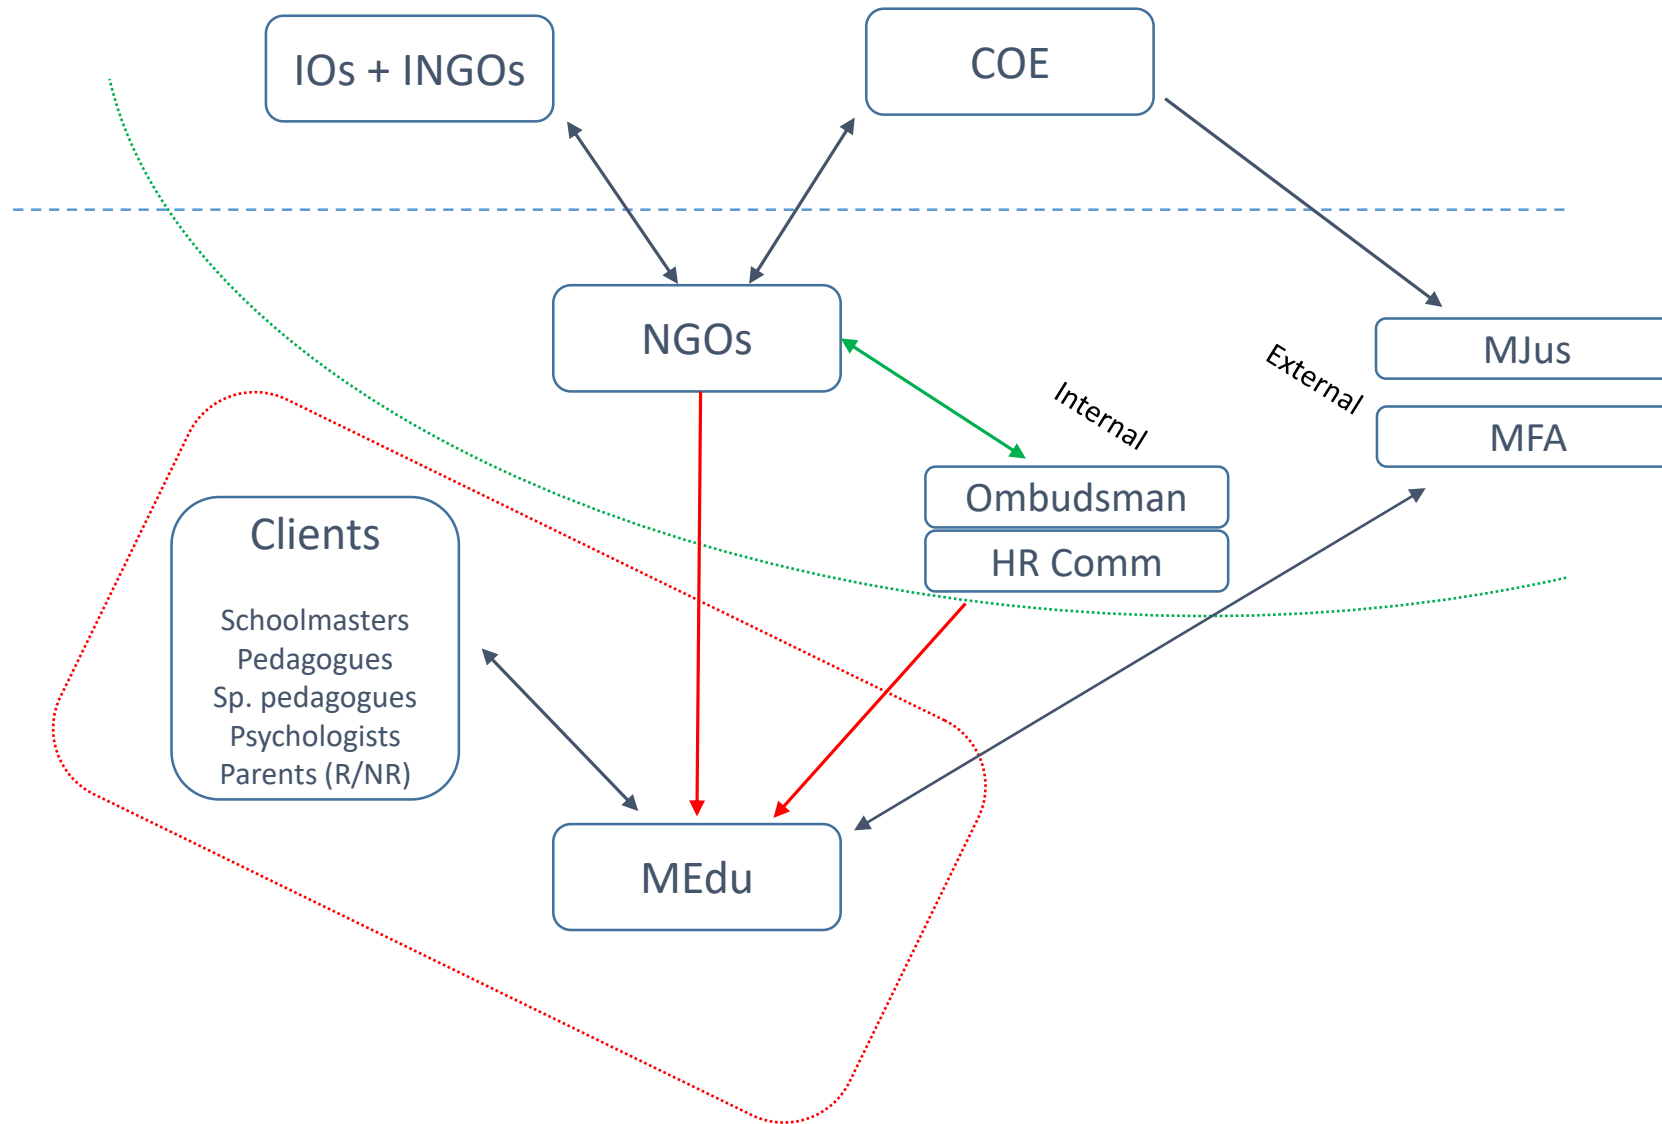 IOs + INGOs
COE
NGOs
MJus
External
Internal
MFA
Ombudsman
HR Comm
Clients
Schoolmasters
Pedagogues
Sp. pedagogues
Psychologists
Parents (R/NR)
MEdu